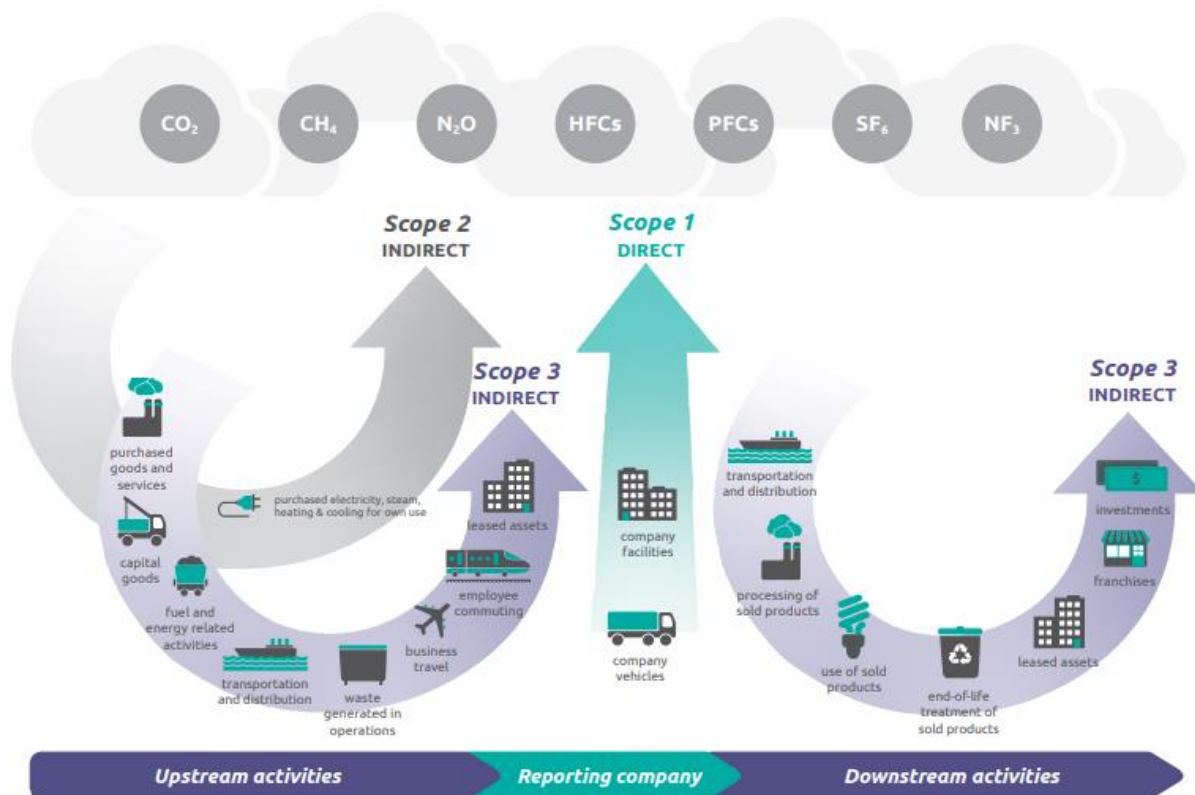 CO₂
CH₄
N₂O
HFCs
PFCs
SF₆
NF₃
Scope 2
INDIRECT
Scope 1
DIRECT
Scope 3
INDIRECT
Scope 3
INDIRECT
purchased
goods and
services
capital
goods
fuel and
energy related
activities
transportation
and distribution
waste
generated in
operations
business
travel
employee
commuting
leased assets
purchased electricity, steam,
heating & cooling for own use
company
facilities
company
vehicles
transportation
and distribution
processing of
sold products
use of sold
products
end-of-life
treatment of
sold products
leased assets
franchises
$
investments
Upstream activities
Reporting company
Downstream activities